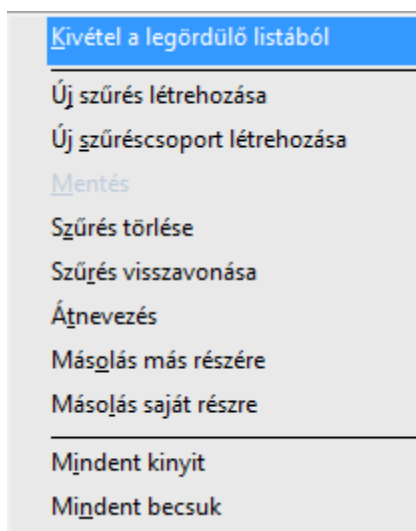 Kivétel a legördülő listából
Új szűrés létrehozása
Új szűréscsoport létrehozása
Mentés
Szűrés törlése
Szűrés visszavonása
Átnevezés
Másolás más részére
Másolás saját részre
Mindent kinyit
Mindent becsuk